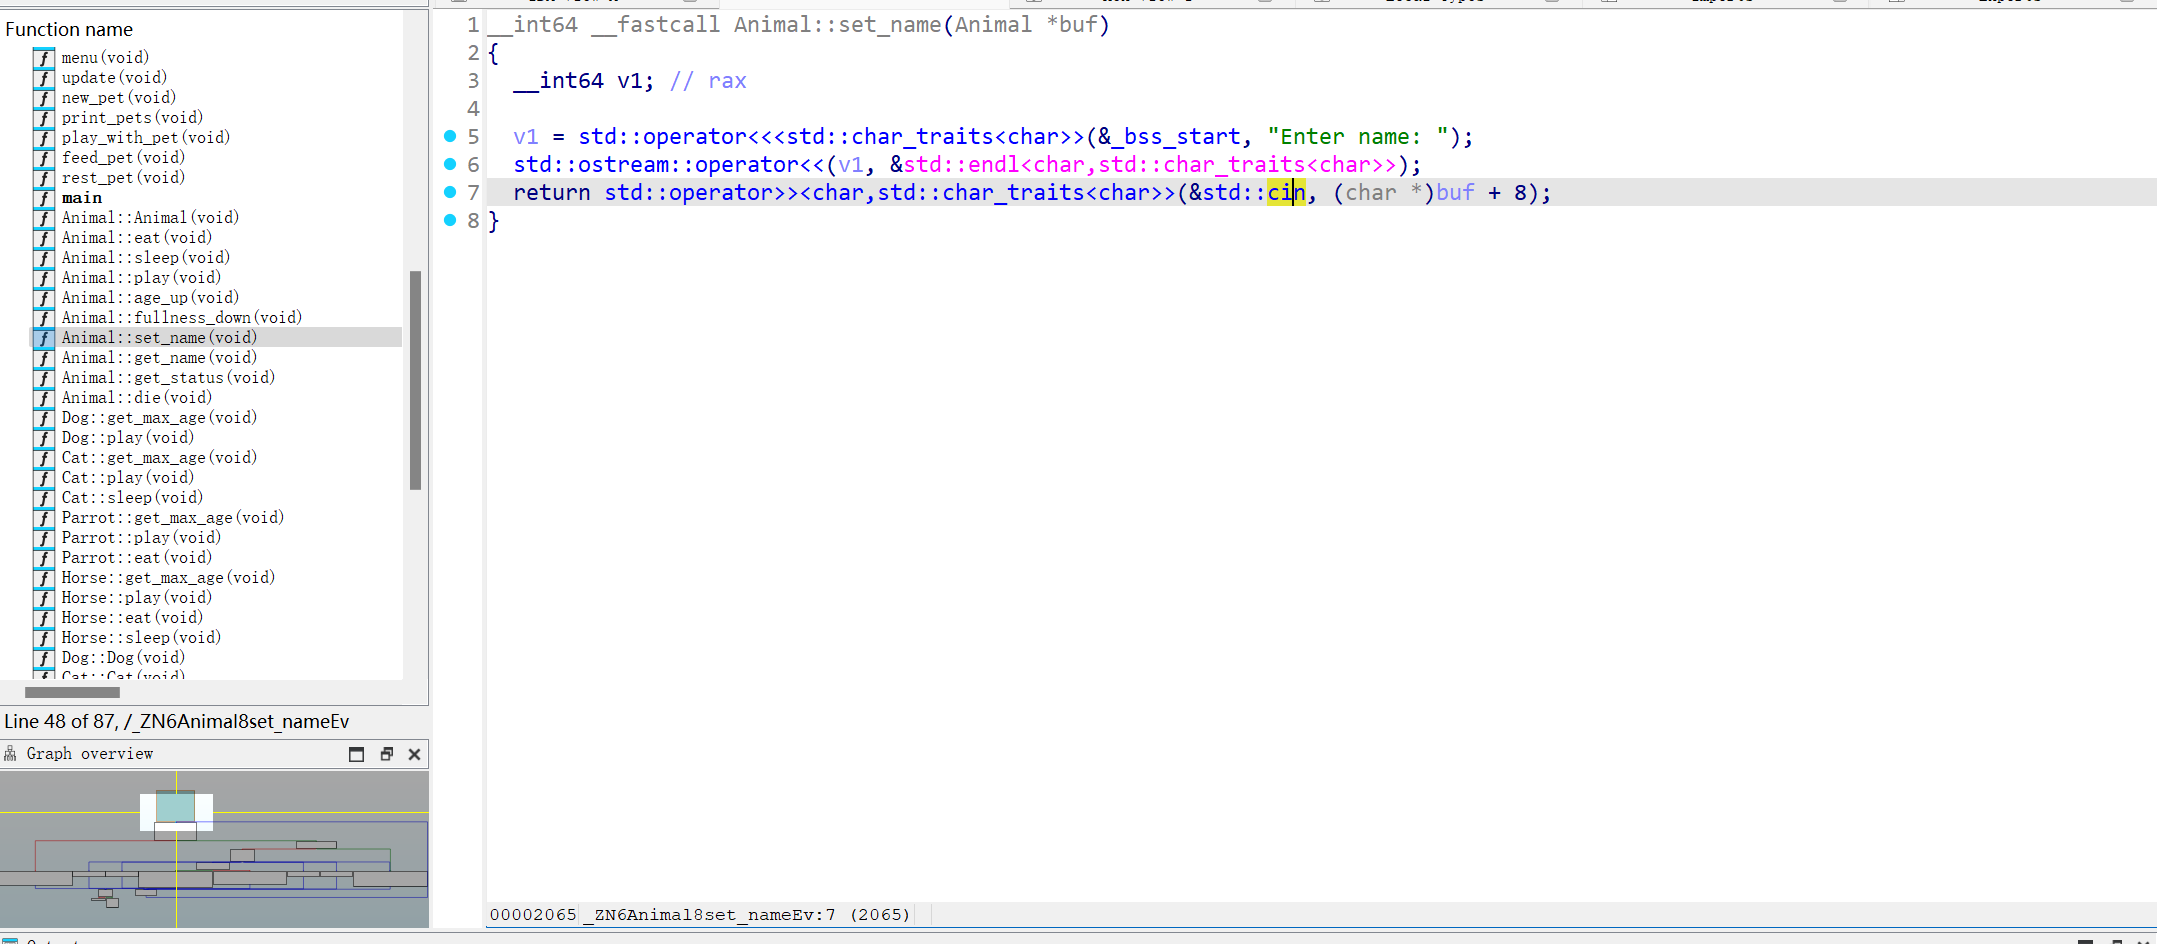 Function name
menu(void)
update(void)
new_pet(void)
print_pets(void)
play_with_pet(void)
feed_pet(void)
rest_pet(void)
main
Animal::Animal(void)
Animal::eat(void)
Animal::sleep(void)
Animal::play(void)
Animal::age_up(void)
Animal::fullness_down(void)
Animal::set_name(void)
Animal::get_name(void)
Animal::get_status(void)
Animal::die(void)
Dog::get_max_age(void)
Dog::play(void)
Cat::get_max_age(void)
Cat::play(void)
Cat::sleep(void)
Parrot::get_max_age(void)
Parrot::play(void)
Parrot::eat(void)
Horse::get_max_age(void)
Horse::play(void)
Horse::eat(void)
Horse::sleep(void)
Dog::Dog(void)
Cat::Cat(void)
Line 48 of 87, /_ZN6Animal8set_nameEv
Graph overview
1 __int64 __fastcall Animal::set_name(Animal *buf)
2 {
3 __int64 v1; // rax
4
5 v1 = std::operator<<<std::char_traits<char>>(&_bss_start, "Enter name: ");
6 std::ostream::operator<<(v1, &std::endl<char,std::char_traits<char>>);
7 return std::operator>><char,std::char_traits<char>>(&std::cin, (char *)buf + 8);
8 }
00002065 _ZN6Animal8set_nameEv:7 (2065)